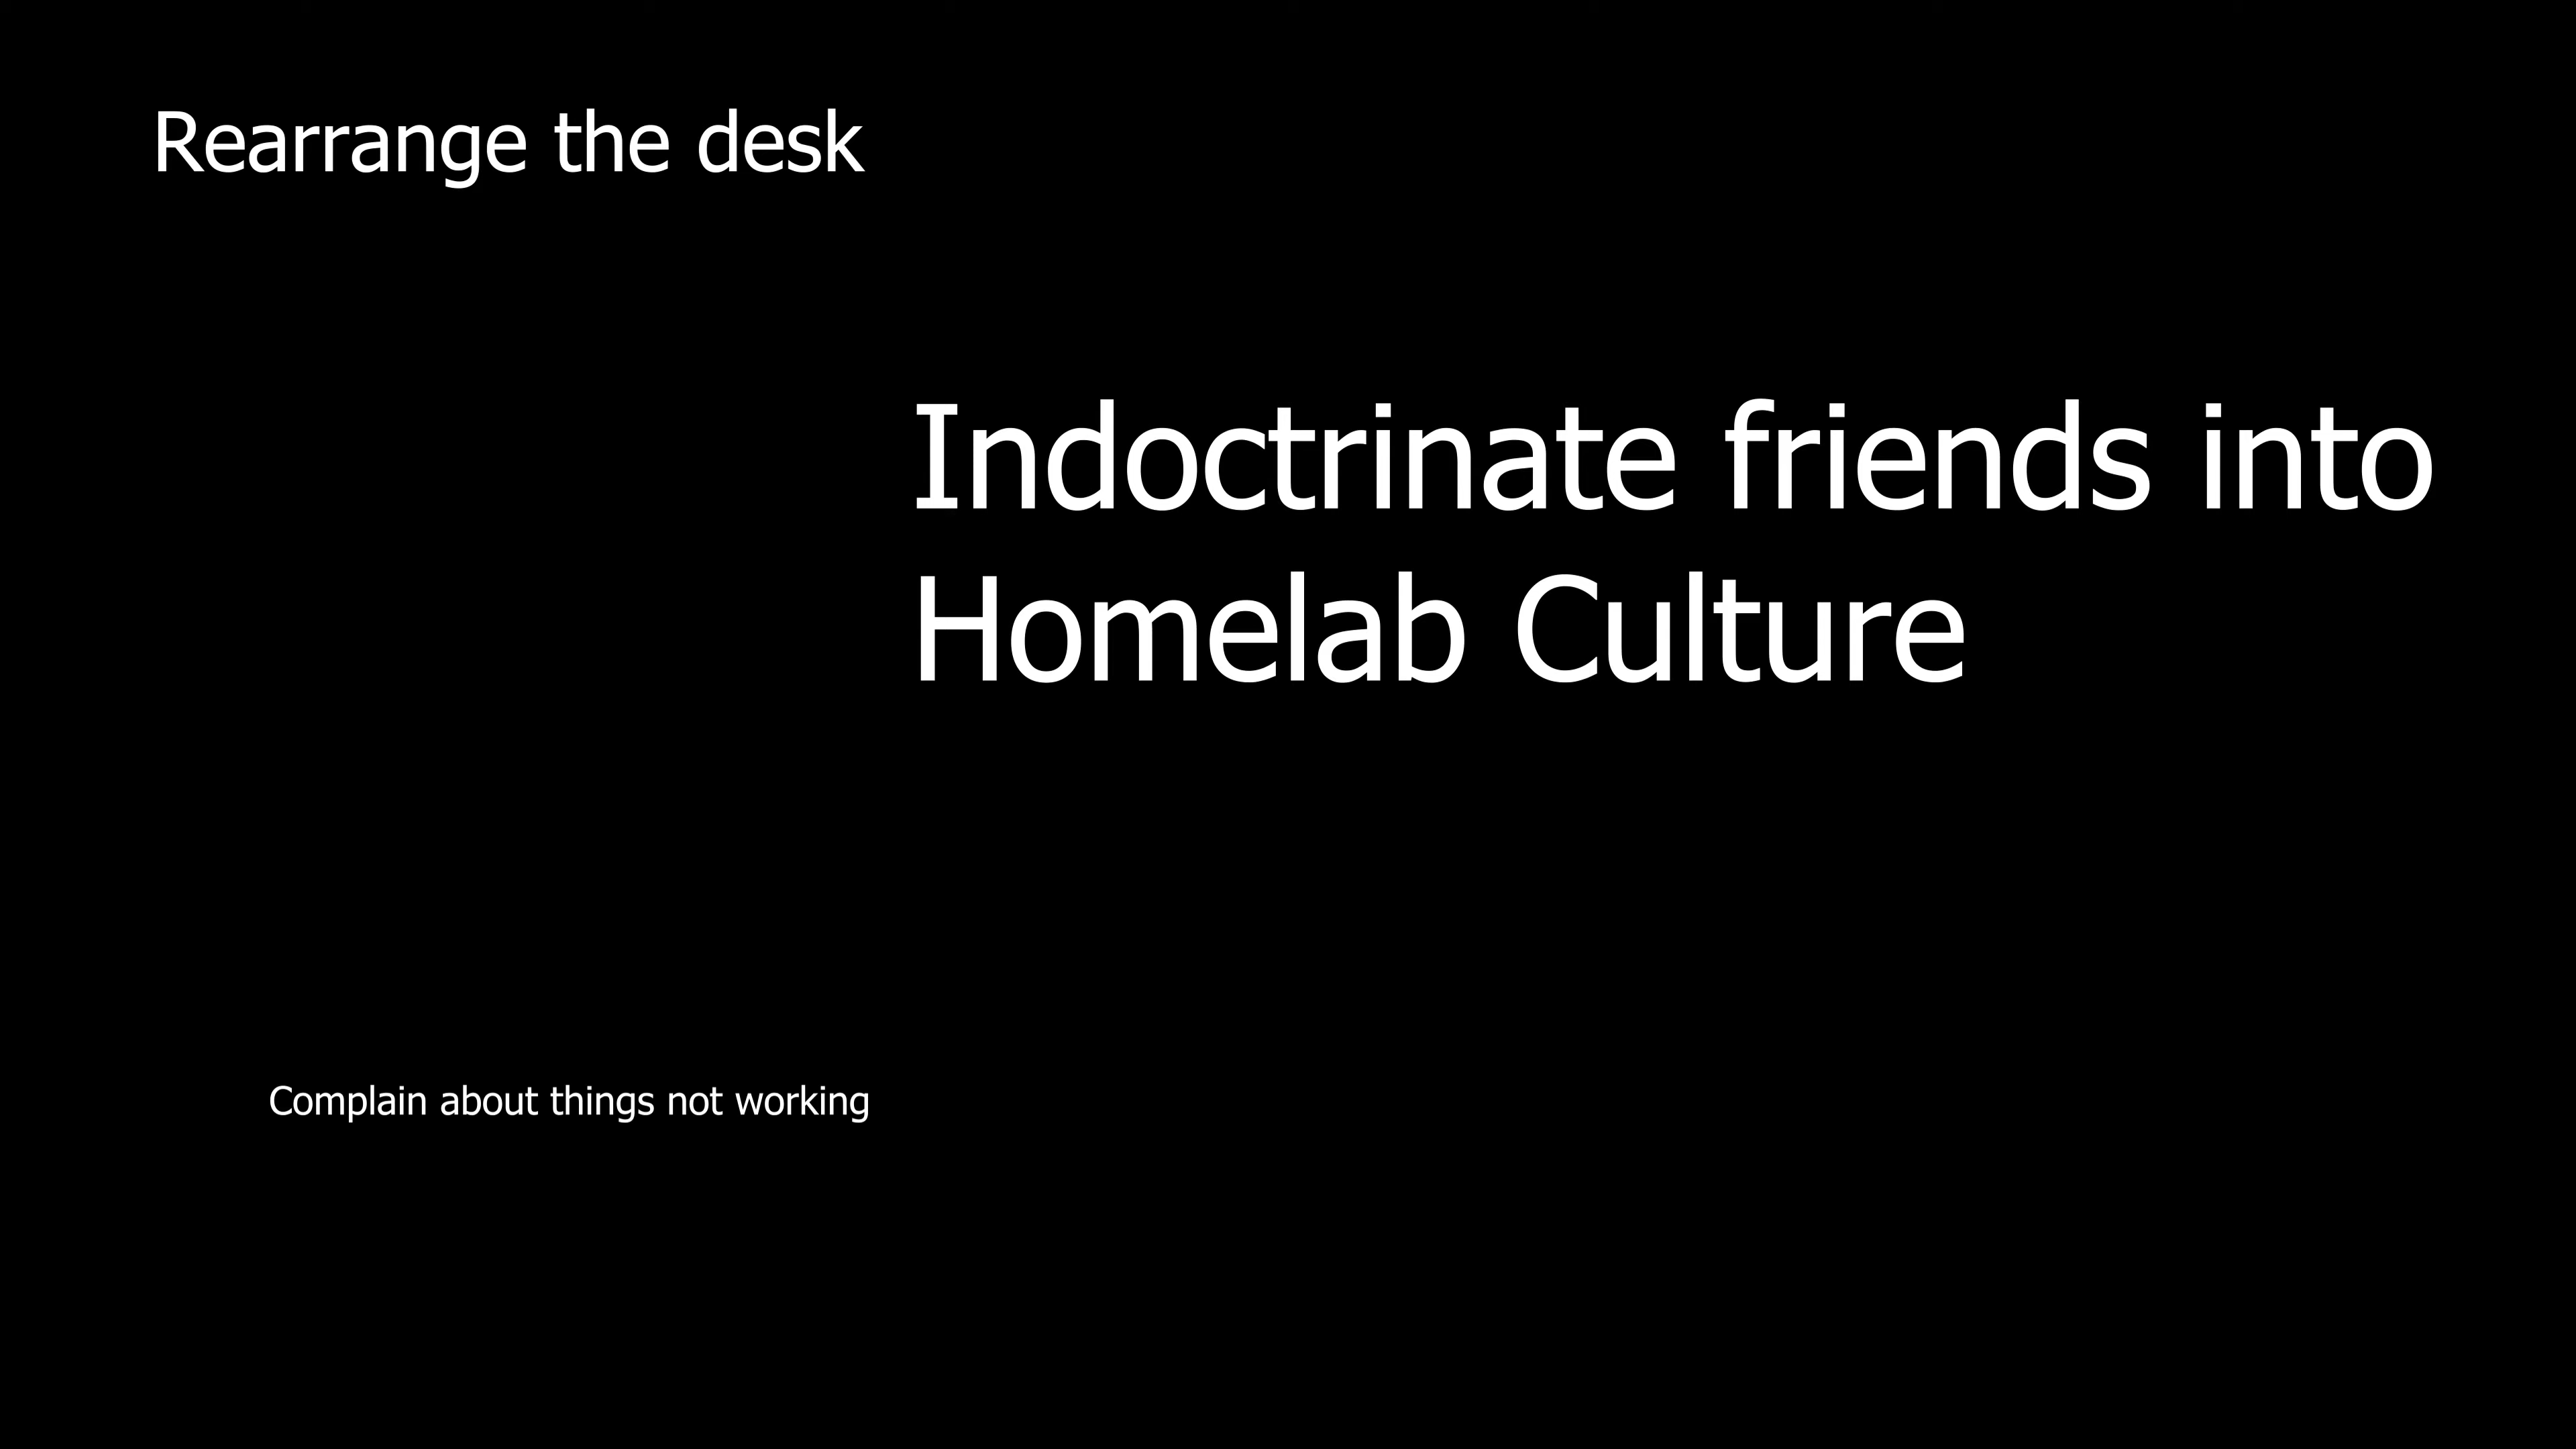 Rearrange the desk
Indoctrinate friends into
Homelab Culture
Complain about things not working